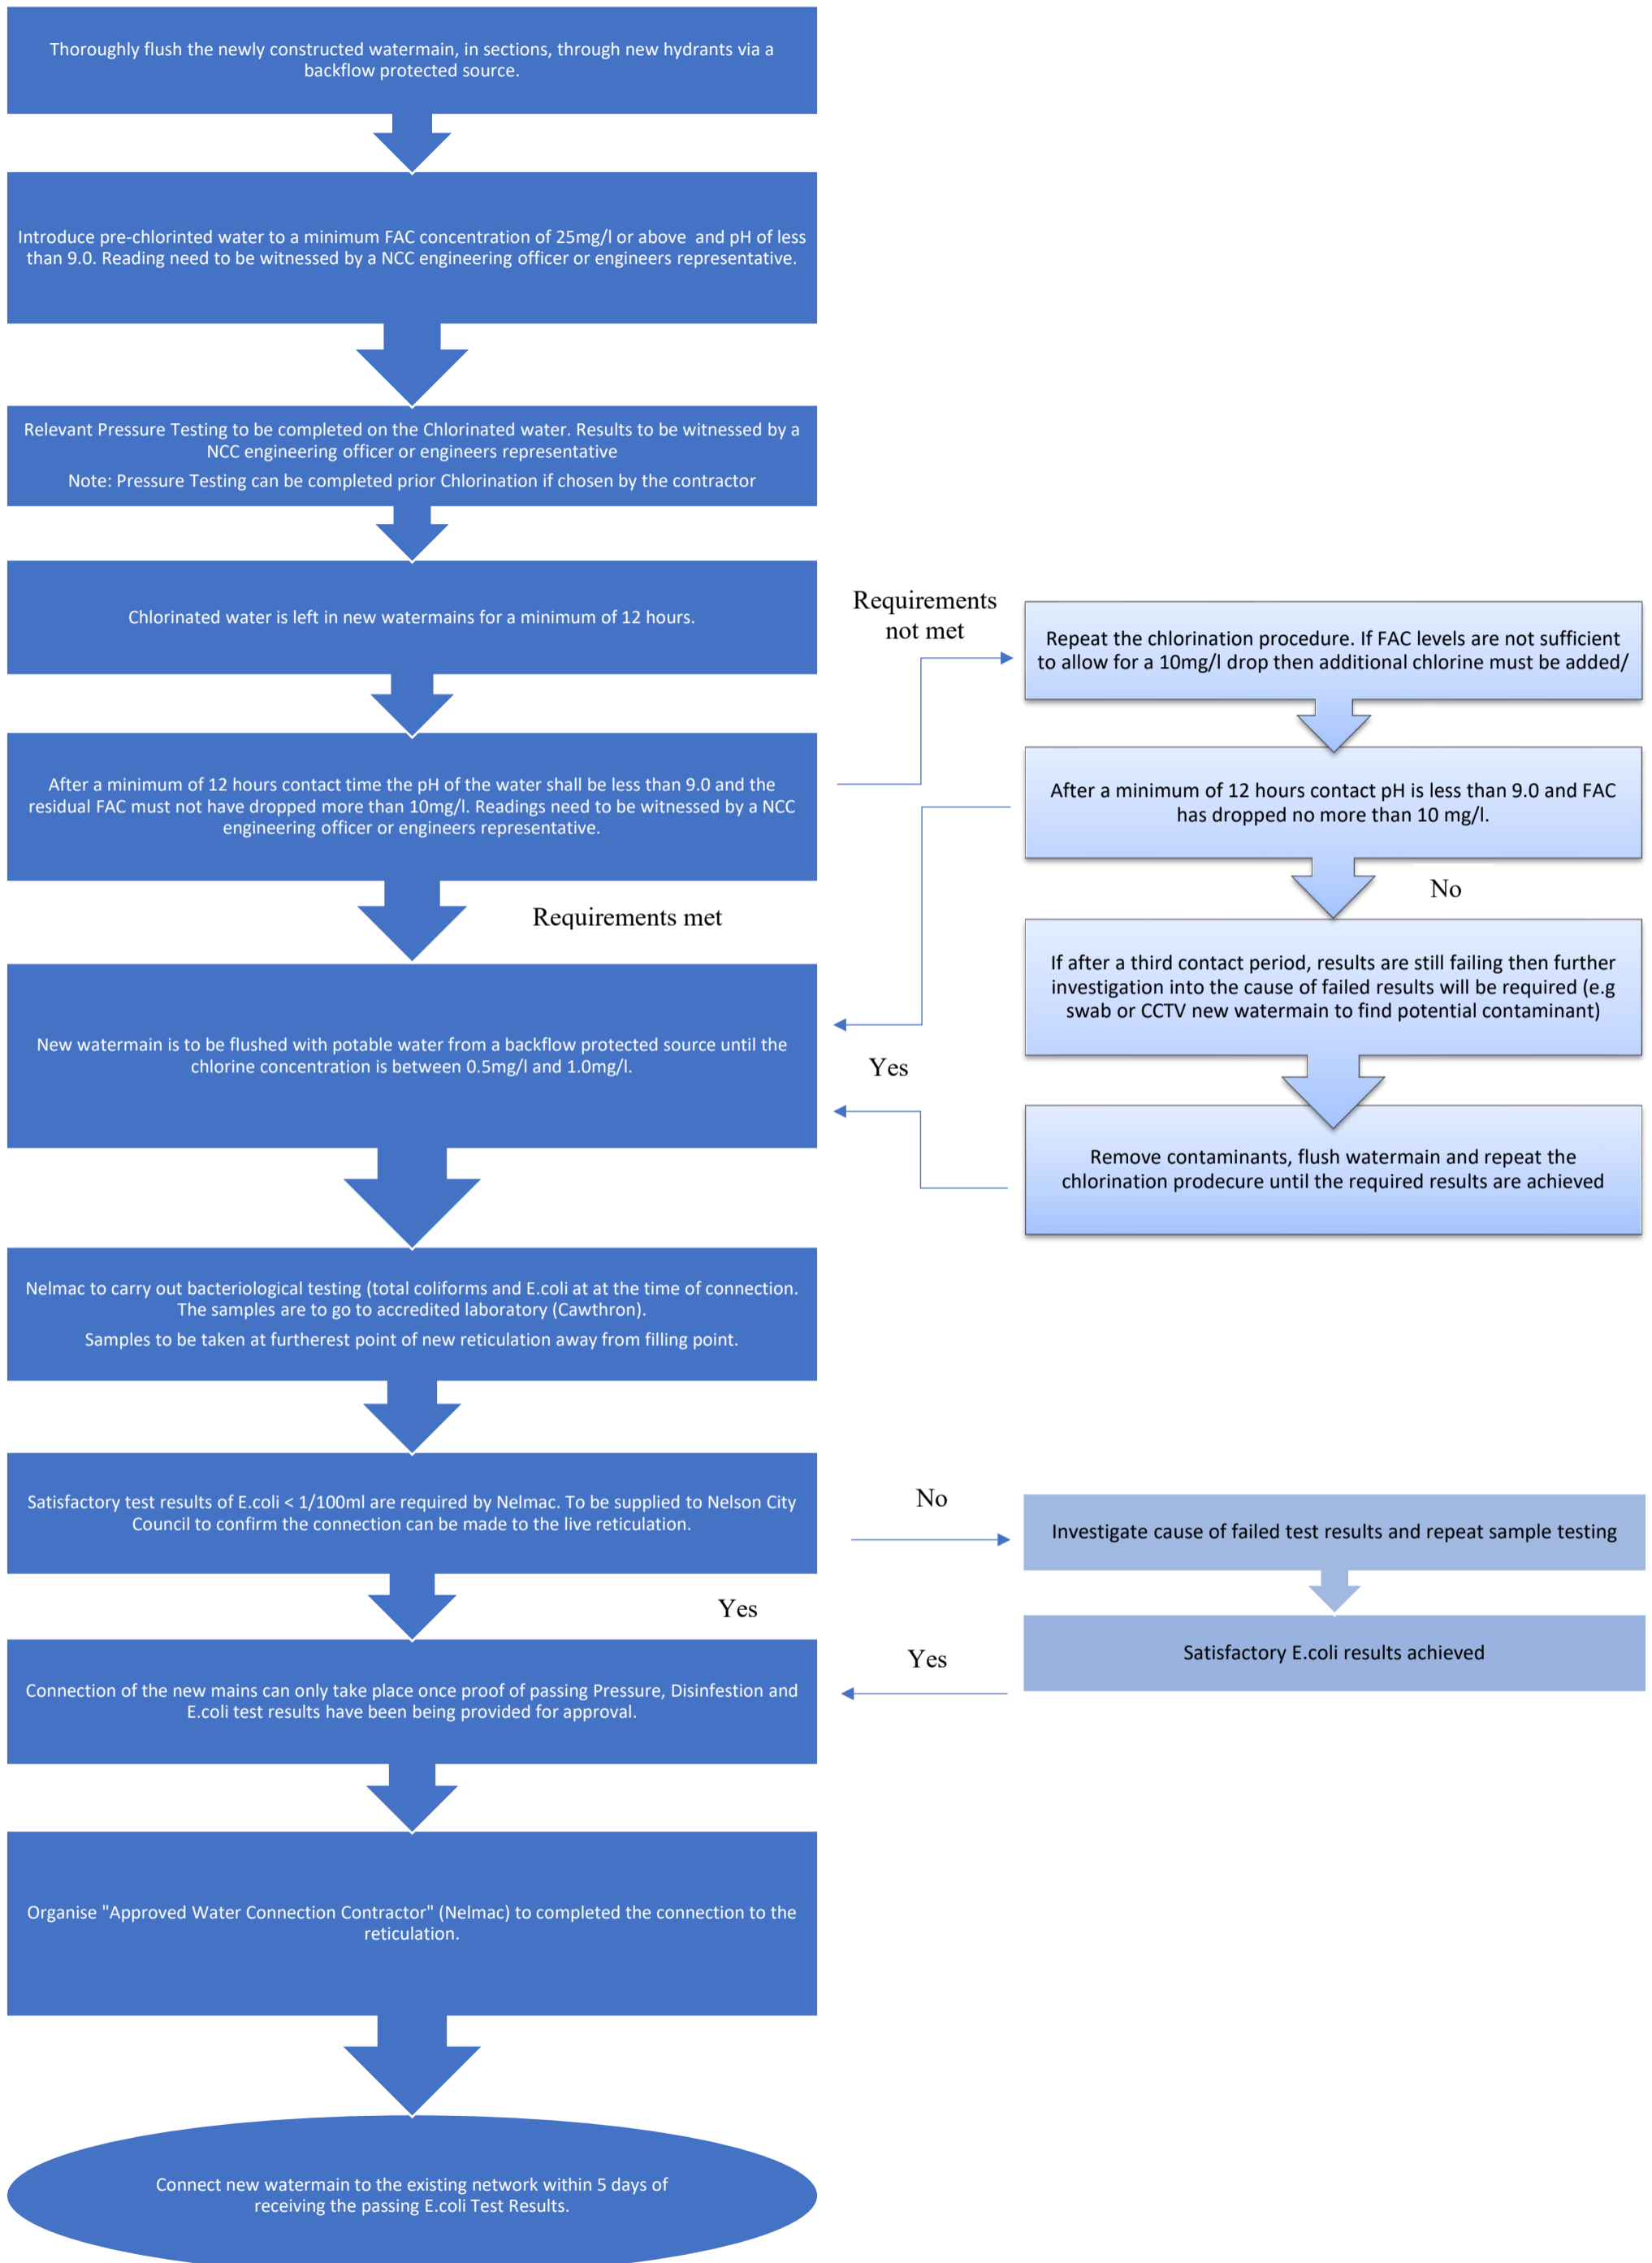 Thoroughly flush the newly constructed watermain, in sections, through new hydrants via a
backflow protected source.
Introduce pre-chlorinted water to a minimum FAC concentration of 25mg/l or above and pH of less
than 9.0. Reading need to be witnessed by a NCC engineering officer or engineers representative.
Relevant Pressure Testing to be completed on the Chlorinated water. Results to be witnessed by a
NCC engineering officer or engineers representative
Note: Pressure Testing can be completed prior Chlorination if chosen by the contractor
Chlorinated water is left in new watermains for a minimum of 12 hours.
After a minimum of 12 hours contact time the pH of the water shall be less than 9.0 and the
residual FAC must not have dropped more than 10mg/l. Readings need to be witnessed by a NCC
engineering officer or engineers representative.
Requirements
not met
Repeat the chlorination procedure. If FAC levels are not sufficient
to allow for a 10mg/l drop then additional chlorine must be added/
After a minimum of 12 hours contact pH is less than 9.0 and FAC
has dropped no more than 10 mg/l.
No
If after a third contact period, results are still failing then further
investigation into the cause of failed results will be required (e.g
swab or CCTV new watermain to find potential contaminant)
Remove contaminants, flush watermain and repeat the
chlorination prodecure until the required results are achieved
Requirements met
Yes
New watermain is to be flushed with potable water from a backflow protected source until the
chlorine concentration is between 0.5mg/l and 1.0mg/l.
Nelmac to carry out bacteriological testing (total coliforms and E.coli at at the time of connection.
The samples are to go to accredited laboratory (Cawthron).
Samples to be taken at furtherest point of new reticulation away from filling point.
Satisfactory test results of E.coli < 1/100ml are required by Nelmac. To be supplied to Nelson City
Council to confirm the connection can be made to the live reticulation.
No
Investigate cause of failed test results and repeat sample testing
Satisfactory E.coli results achieved
Yes
Yes
Connection of the new mains can only take place once proof of passing Pressure, Disinfestion and
E.coli test results have been being provided for approval.
Organise "Approved Water Connection Contractor" (Nelmac) to completed the connection to the
reticulation.
Connect new watermain to the existing network within 5 days of
receiving the passing E.coli Test Results.